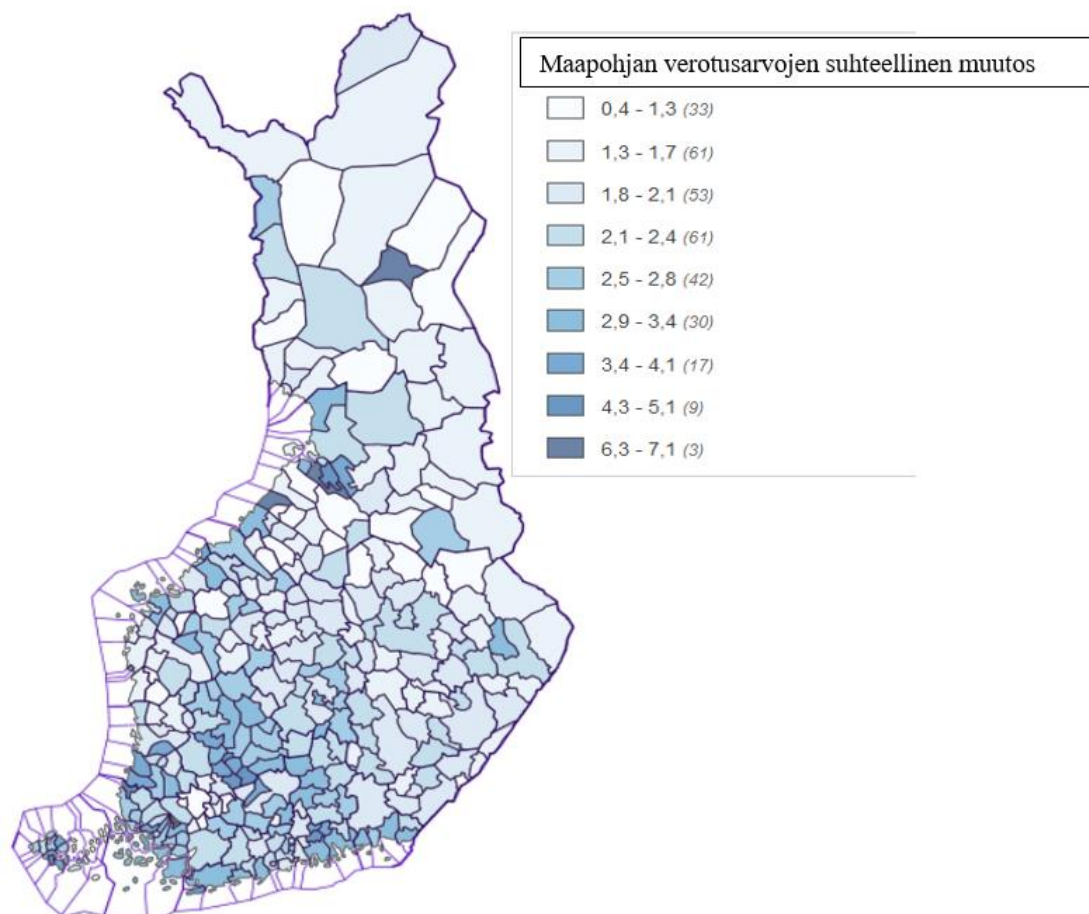 Maapohjan verotusarvojen suhteellinen muutos
0,4 - 1,3 (33)
1,3 - 1,7 (61)
1,8 - 2,1 (53)
2,1 - 2,4 (61)
2,5 - 2,8 (42)
2,9 - 3,4 (30)
3,4 - 4,1 (17)
4,3 - 5,1 (9)
6,3 - 7,1 (3)